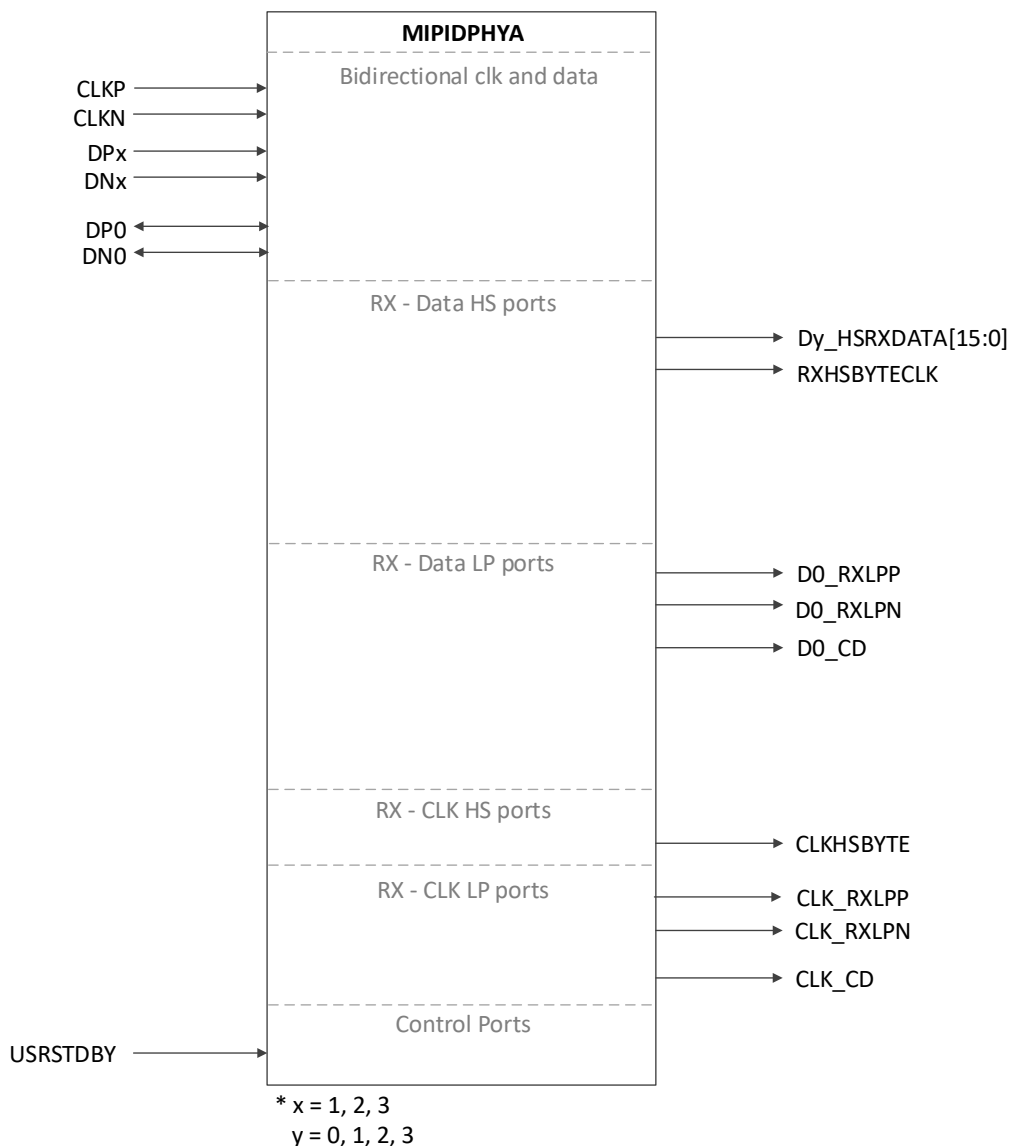 MIPIDPHYA
Bidirectional clk and data
CLKP
CLKN
DPx
DNx
DP0
DN0
RX - Data HS ports
Dy_HSRXDATA[15:0]
RXHSBYTECLK
RX - Data LP ports
D0_RXLPP
D0_RXLPN
D0_CD
RX - CLK HS ports
CLKHSBYTE
RX - CLK LP ports
CLK_RXLPP
CLK_RXLPN
CLK_CD
Control Ports
USRSTDBY
* x = 1, 2, 3
y = 0, 1, 2, 3